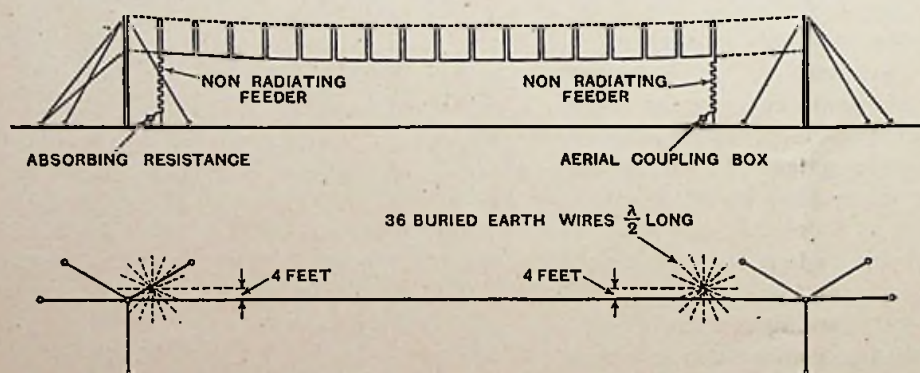 NON RADIATING
FEEDER
NON RADIATING
FEEDER
ABSORBING RESISTANCE
AERIAL COUPLING BOX
36 BURIED EARTH WIRES λ/2 LONG
4 FEET
4 FEET